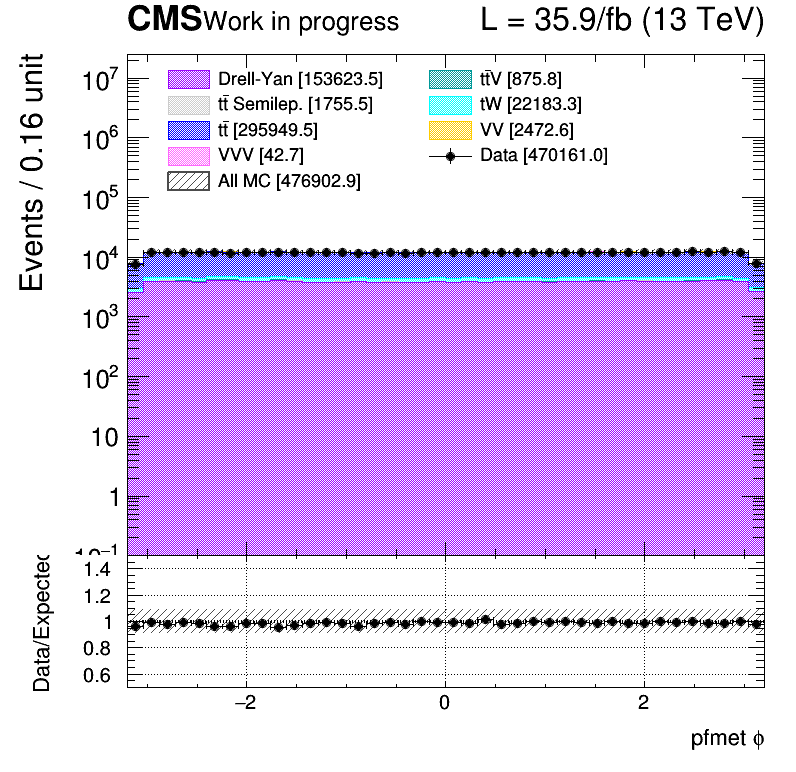 CMS Work in progress L = 35.9/fb (13 TeV)
Events / 0.16 unit
Drell-Yan [153623.5]
tt̄ Semilep. [1755.5]
tt̄ [295949.5]
VVV [42.7]
All MC [476902.9]
tt̄V [875.8]
tW [22183.3]
VV [2472.6]
Data [470161.0]
10⁷
10⁶
10⁵
10⁴
10³
10²
10
1
10⁻¹
Data/Expected
1.4
1.2
1
0.8
0.6
−2 0 2
pfmet ϕ